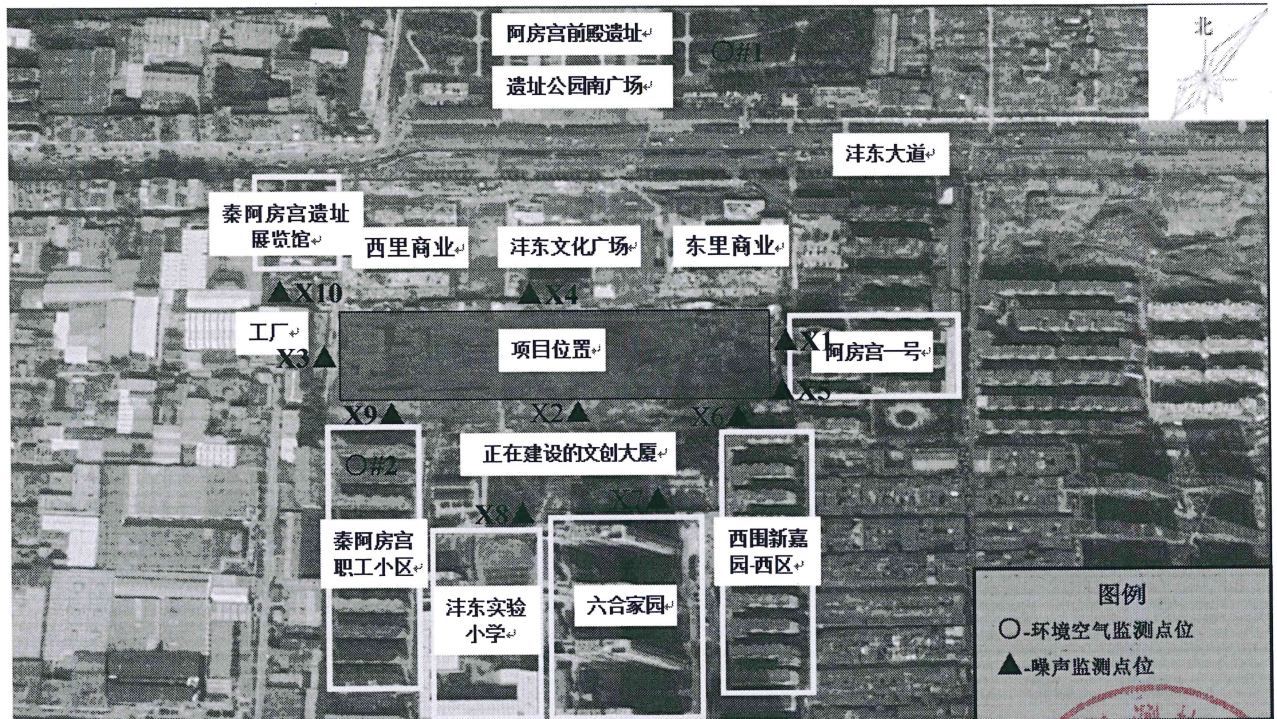 阿房宫前殿遗址
北
○#1
遗址公园南广场
沣东大道
秦阿房宫遗址
展览馆
西里商业
沣东文化广场
东里商业
X10
X4
工厂
项目位置
X1
阿房宫一号
X3
X5
X9
X2
X6
正在建设的文创大厦
○#2
X7
X8
秦阿房宫
职工小区
西围新嘉
园-西区
沣东实验
小学
六合家园
图例
○-环境空气监测点位
▲-噪声监测点位